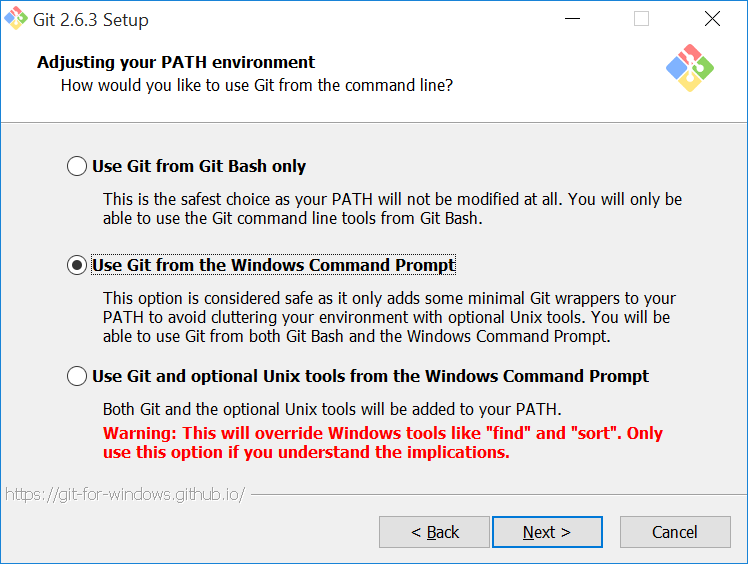 Git 2.6.3 Setup
Adjusting your PATH environment
How would you like to use Git from the command line?
Use Git from Git Bash only
This is the safest choice as your PATH will not be modified at all. You will only be
able to use the Git command line tools from Git Bash.
Use Git from the Windows Command Prompt
This option is considered safe as it only adds some minimal Git wrappers to your
PATH to avoid cluttering your environment with optional Unix tools. You will be
able to use Git from both Git Bash and the Windows Command Prompt.
Use Git and optional Unix tools from the Windows Command Prompt
Both Git and the optional Unix tools will be added to your PATH.
Warning: This will override Windows tools like "find" and "sort". Only
use this option if you understand the implications.
https://git-for-windows.github.io/
< Back Next > Cancel